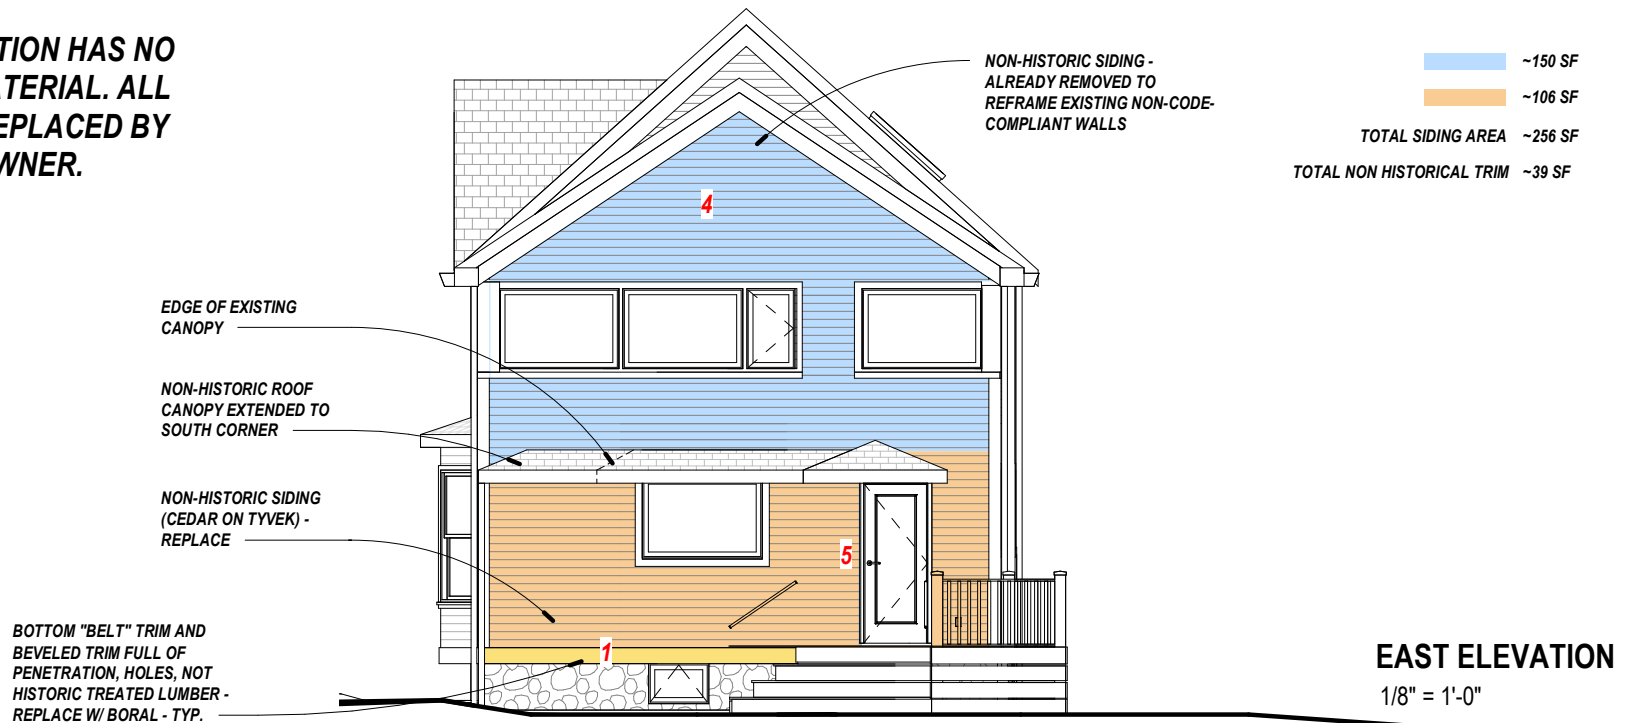 TION HAS NO
TERIAL. ALL
EPLACED BY
WNER.
NON-HISTORIC SIDING -
ALREADY REMOVED TO
REFRAME EXISTING NON-CODE-
COMPLIANT WALLS
~150 SF
~106 SF
TOTAL SIDING AREA ~256 SF
TOTAL NON HISTORICAL TRIM ~39 SF
4
EDGE OF EXISTING
CANOPY
NON-HISTORIC ROOF
CANOPY EXTENDED TO
SOUTH CORNER
NON-HISTORIC SIDING
(CEDAR ON TYVEK) -
REPLACE
5
BOTTOM "BELT" TRIM AND
BEVELED TRIM FULL OF
PENETRATION, HOLES, NOT
HISTORIC TREATED LUMBER -
REPLACE W/ BORAL - TYP.
1
EAST ELEVATION
1/8" = 1'-0"